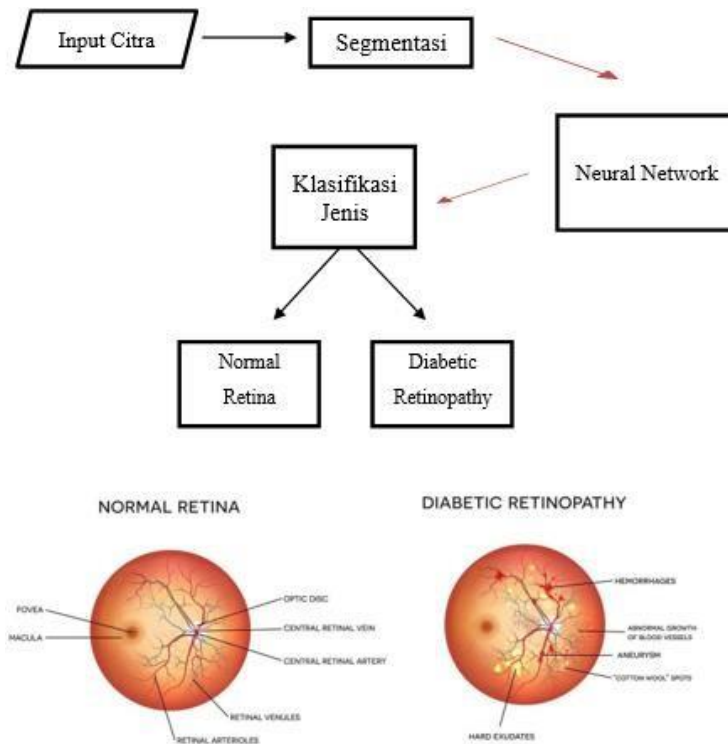 Input Citra
Segmentasi
Neural Network
Klasifikasi
Jenis
Normal
Retina
Diabetic
Retinopathy
NORMAL RETINA
FOVEA
MACULA
OPTIC DISC
CENTRAL RETINAL VEIN
CENTRAL RETINAL ARTERY
RETINAL VENULES
RETINAL ARTERIOLES
DIABETIC RETINOPATHY
HEMORRHAGES
ABNORMAL GROWTH
OF BLOOD VESSELS
ANEURYSM
"COTTON WOOL" SPOTS
HARD EXUDATES